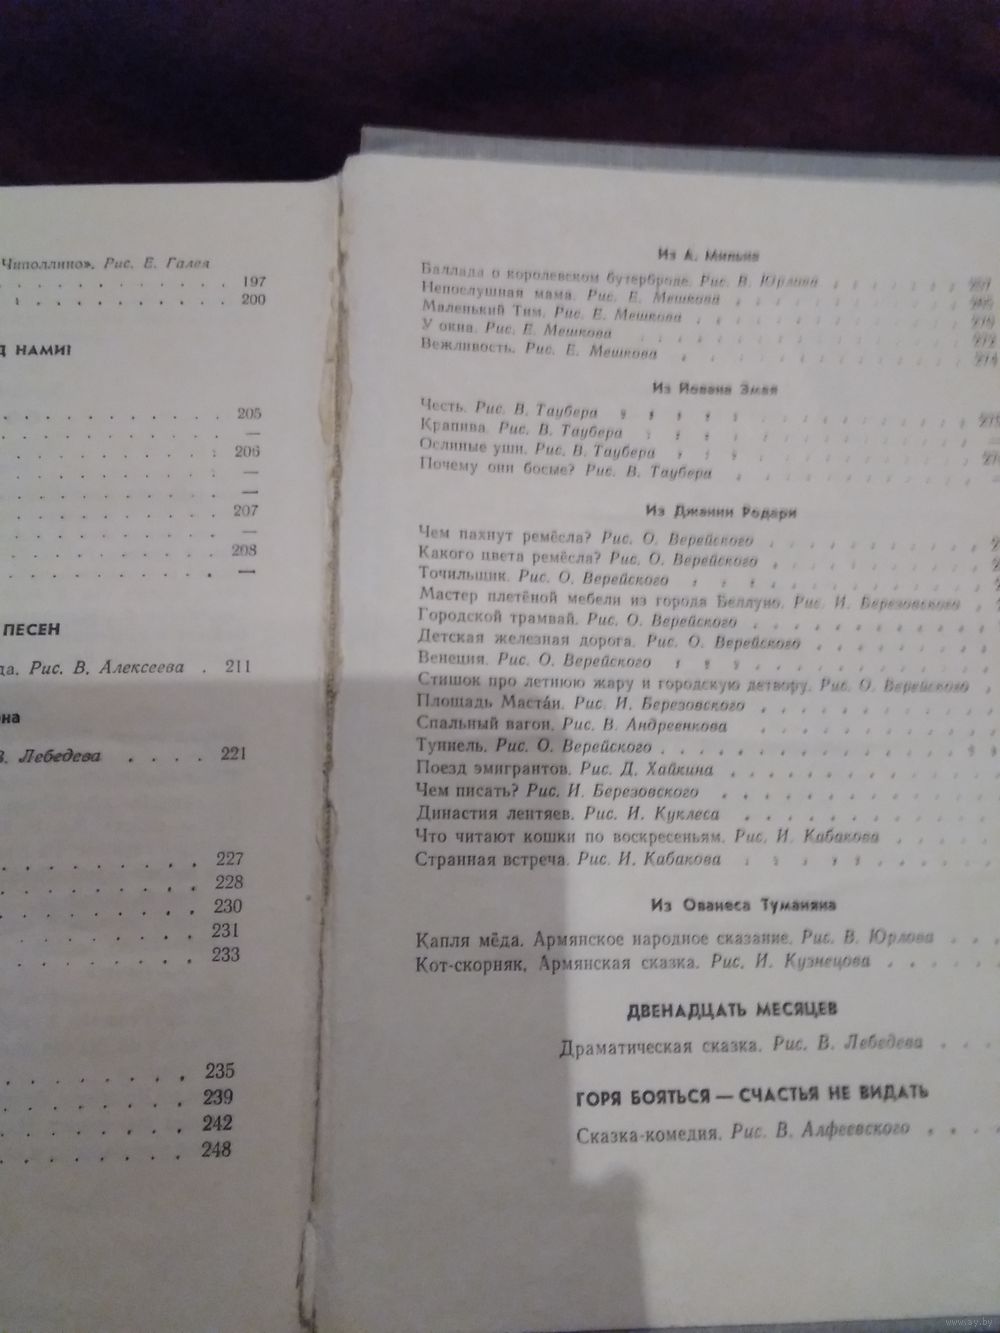 Чиполлино». Рис. Е. Галея
. . . . . . . . . . . . 197
. . . . . . . . . . . . 200
Д НАМИ!
. . . . . . . . . . . . 205
. . . . . . . . . . . . —
. . . . . . . . . . . . 206
. . . . . . . . . . . . —
. . . . . . . . . . . . —
. . . . . . . . . . . . 207
. . . . . . . . . . . . —
. . . . . . . . . . . . 208
. . . . . . . . . . . . —
ПЕСЕН
да. Рис. В. Алексеева . 211
она
В. Лебедева . . . . 221
. . . . . . . . . . 227
. . . . . . . . . . 228
. . . . . . . . . . 230
. . . . . . . . . . 231
. . . . . . . . . . 233
. . . . . . . . . . 235
. . . . . . . . . . 239
. . . . . . . . . . 242
. . . . . . . . . . 248
Из А. Милна
Баллада о королевском бутерброде. Рис. В. Юрлова . . . . .
Непослушная мама. Рис. Е. Мешкова . . . . . . . .
Маленький Тим. Рис. Е. Мешкова . . . . . . . . .
У окна. Рис. Е. Мешкова . . . . . . . . . . .
Вежливость. Рис. Е. Мешкова . . . . . . . . . .
Из Йована Змая
Честь. Рис. В. Таубера . . . . . . . . . . .
Крапива. Рис. В. Таубера . . . . . . . . . . .
Ослиные уши. Рис. В. Таубера . . . . . . . . .
Почему они босые? Рис. В. Таубера . . . . . . . .
Из Джанни Родари
Чем пахнут ремёсла? Рис. О. Верейского . . . . . . .
Какого цвета ремёсла? Рис. О. Верейского . . . . . . .
Точильщик. Рис. О. Верейского . . . . . . . . .
Мастер плетёной мебели из города Беллуно. Рис. И. Березовского .
Городской трамвай. Рис. О. Верейского . . . . . . . .
Детская железная дорога. Рис. О. Верейского . . . . . .
Венеция. Рис. О. Верейского . . . . . . . . . .
Стишок про летнюю жару и городскую детвору. Рис. О. Верейского .
Площадь Маста́и. Рис. И. Березовского . . . . . . . .
Спальный вагон. Рис. В. Андреенкова . . . . . . . .
Туннель. Рис. О. Верейского . . . . . . . . . .
Поезд эмигрантов. Рис. Д. Хайкина . . . . . . . . .
Чем писать? Рис. И. Березовского . . . . . . . . .
Династия лентяев. Рис. И. Куклеса . . . . . . . . .
Что читают кошки по воскресеньям. Рис. И. Кабакова . . . .
Странная встреча. Рис. И. Кабакова . . . . . . . . .
Из Ованеса Туманяна
Капля мёда. Армянское народное сказание. Рис. В. Юрлова . . .
Кот-скорняк. Армянская сказка. Рис. И. Кузнецова . . . . .
ДВЕНАДЦАТЬ МЕСЯЦЕВ
Драматическая сказка. Рис. В. Лебедева . . .
ГОРЯ БОЯТЬСЯ — СЧАСТЬЯ НЕ ВИДАТЬ
Сказка-комедия. Рис. В. Алфеевского . . . .
www.ay.by